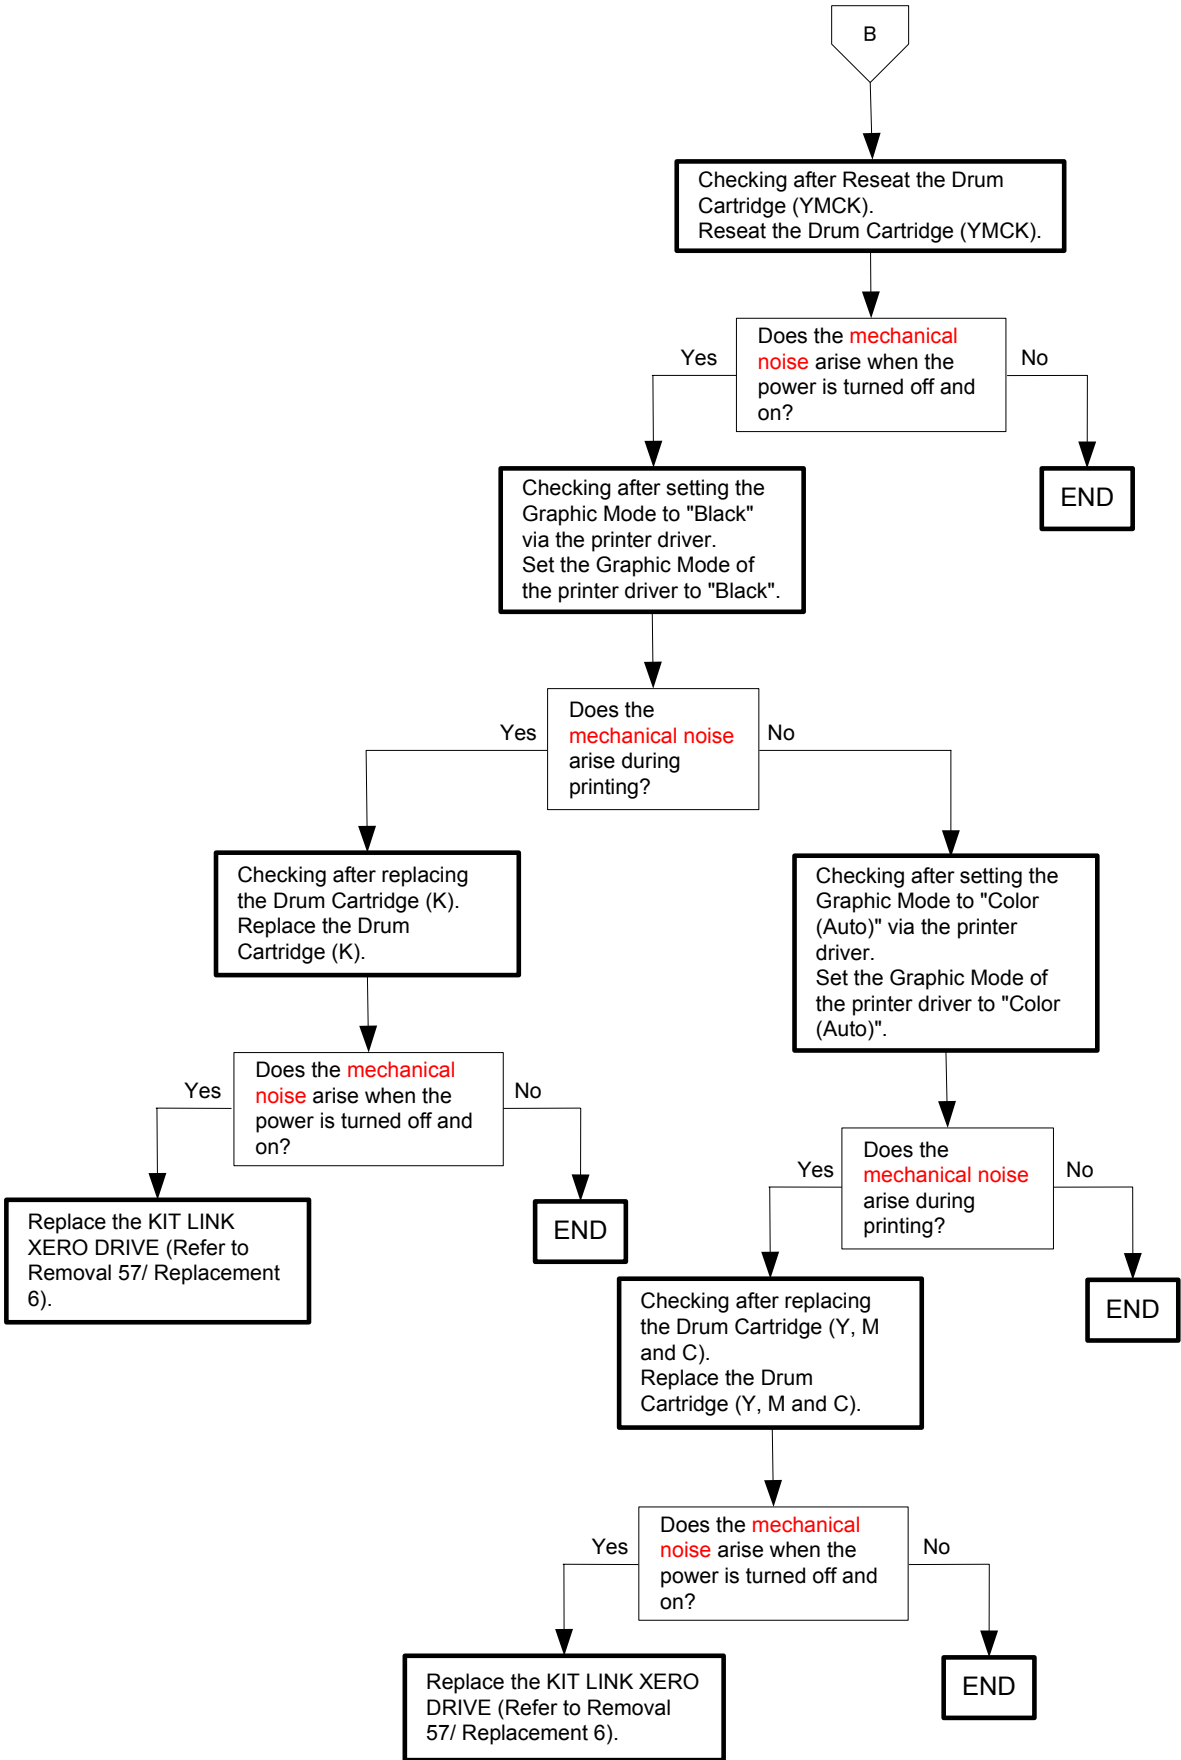 B
Checking after Reseat the Drum
Cartridge (YMCK).
Reseat the Drum Cartridge (YMCK).
Does the mechanical
noise arise when the
power is turned off and
on?
Yes
No
END
Checking after setting the
Graphic Mode to "Black"
via the printer driver.
Set the Graphic Mode of
the printer driver to "Black".
Does the
mechanical noise
arise during
printing?
Yes
No
Checking after replacing
the Drum Cartridge (K).
Replace the Drum
Cartridge (K).
Checking after setting the
Graphic Mode to "Color
(Auto)" via the printer
driver.
Set the Graphic Mode of
the printer driver to "Color
(Auto)".
Does the mechanical
noise arise when the
power is turned off and
on?
Yes
No
Replace the KIT LINK
XERO DRIVE (Refer to
Removal 57/ Replacement
6).
END
Does the
mechanical noise
arise during
printing?
Yes
No
END
Checking after replacing
the Drum Cartridge (Y, M
and C).
Replace the Drum
Cartridge (Y, M and C).
Does the mechanical
noise arise when the
power is turned off and
on?
Yes
No
Replace the KIT LINK XERO
DRIVE (Refer to Removal
57/ Replacement 6).
END